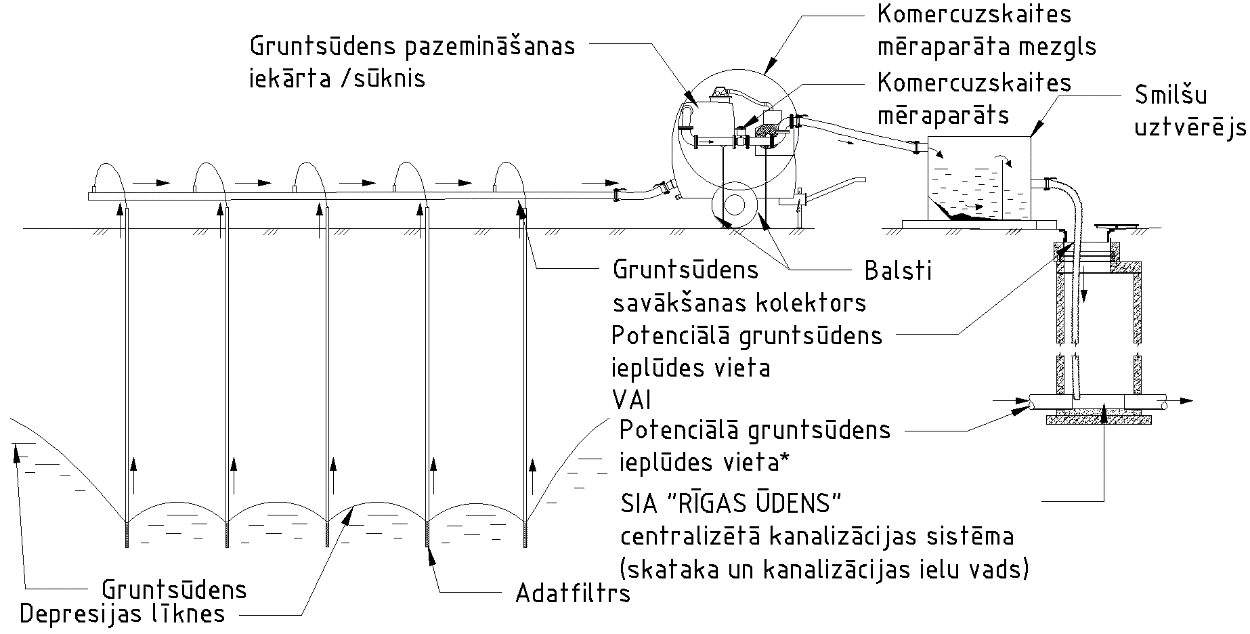 Komercuzskaites
mēraparāta mezgls
Gruntsūdens pazemināšanas
iekārta /sūknis
Komercuzskaites
mēraparāts
Smilšu
uztvērējs
Gruntsūdens
savākšanas kolektors
Balsti
Potenciālā gruntsūdens
ieplūdes vieta
VAI
Potenciālā gruntsūdens
ieplūdes vieta*
SIA "RĪGAS ŪDENS"
centralizētā kanalizācijas sistēma
(skataka un kanalizācijas ielu vads)
Gruntsūdens
Depresijas līknes
Adatfiltrs